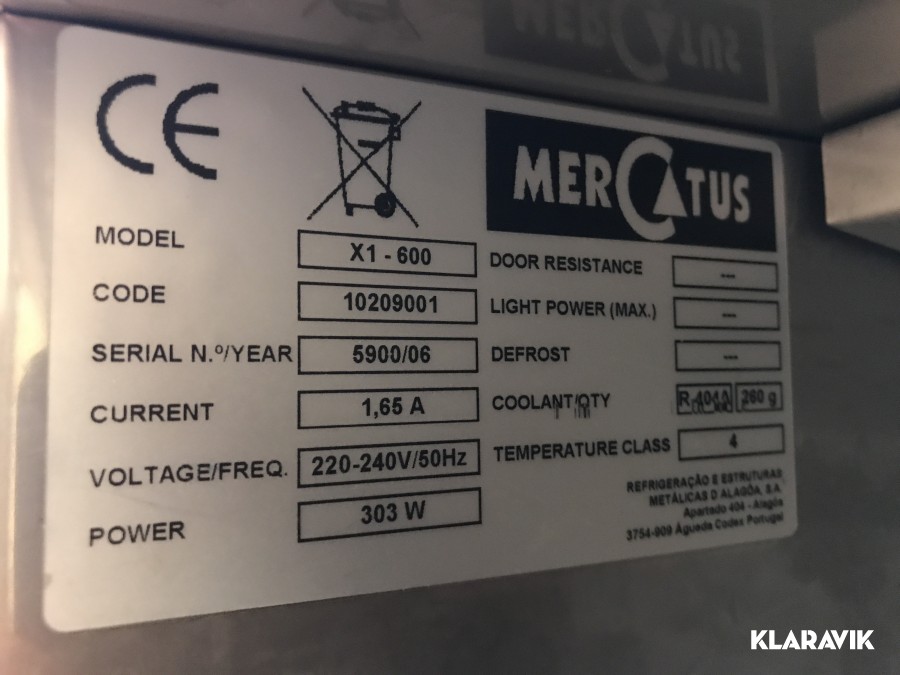 CE
MERCATUS
MODEL X1 - 600
CODE 10209001
SERIAL N.º/YEAR 5900/06
CURRENT 1,65 A
VOLTAGE/FREQ. 220-240V/50Hz
POWER 303 W
DOOR RESISTANCE ---
LIGHT POWER (MAX.) ---
DEFROST ---
COOLANT/QTY R-404A 260 g
TEMPERATURE CLASS 4
REFRIGERAÇÃO E ESTRUTURAS
METÁLICAS D ALAGÔA, S.A.
Apartado 404 - Alagôa
3754-909 Águeda Codex Portugal
KLARAVIK